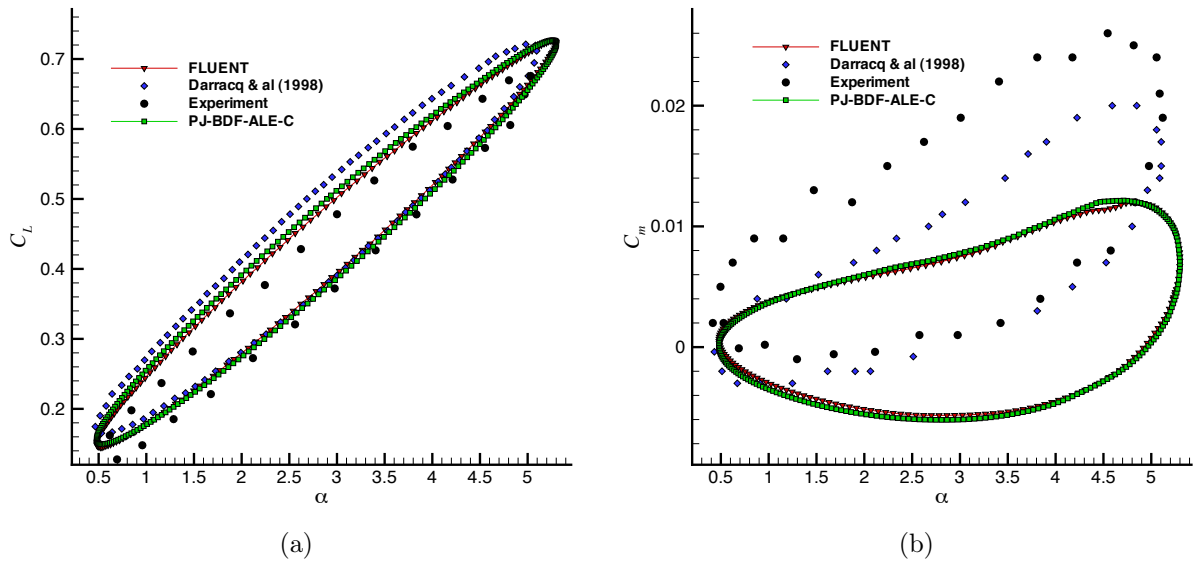 0.7
0.6
0.5
0.4
0.3
0.2
C_L
FLUENT
Darracq & al (1998)
Experiment
PJ-BDF-ALE-C
0.5 1 1.5 2 2.5 3 3.5 4 4.5 5
α
(a)
0.02
0.01
0
C_m
FLUENT
Darracq & al (1998)
Experiment
PJ-BDF-ALE-C
0.5 1 1.5 2 2.5 3 3.5 4 4.5 5
α
(b)